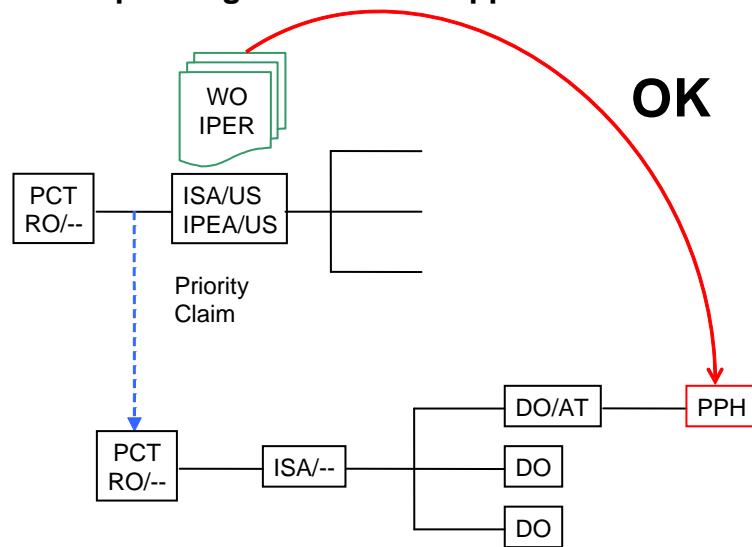 OK
WO
IPER
PCT
RO/--
ISA/US
IPEA/US
Priority
Claim
DO/AT
PPH
PCT
RO/--
ISA/--
DO
DO